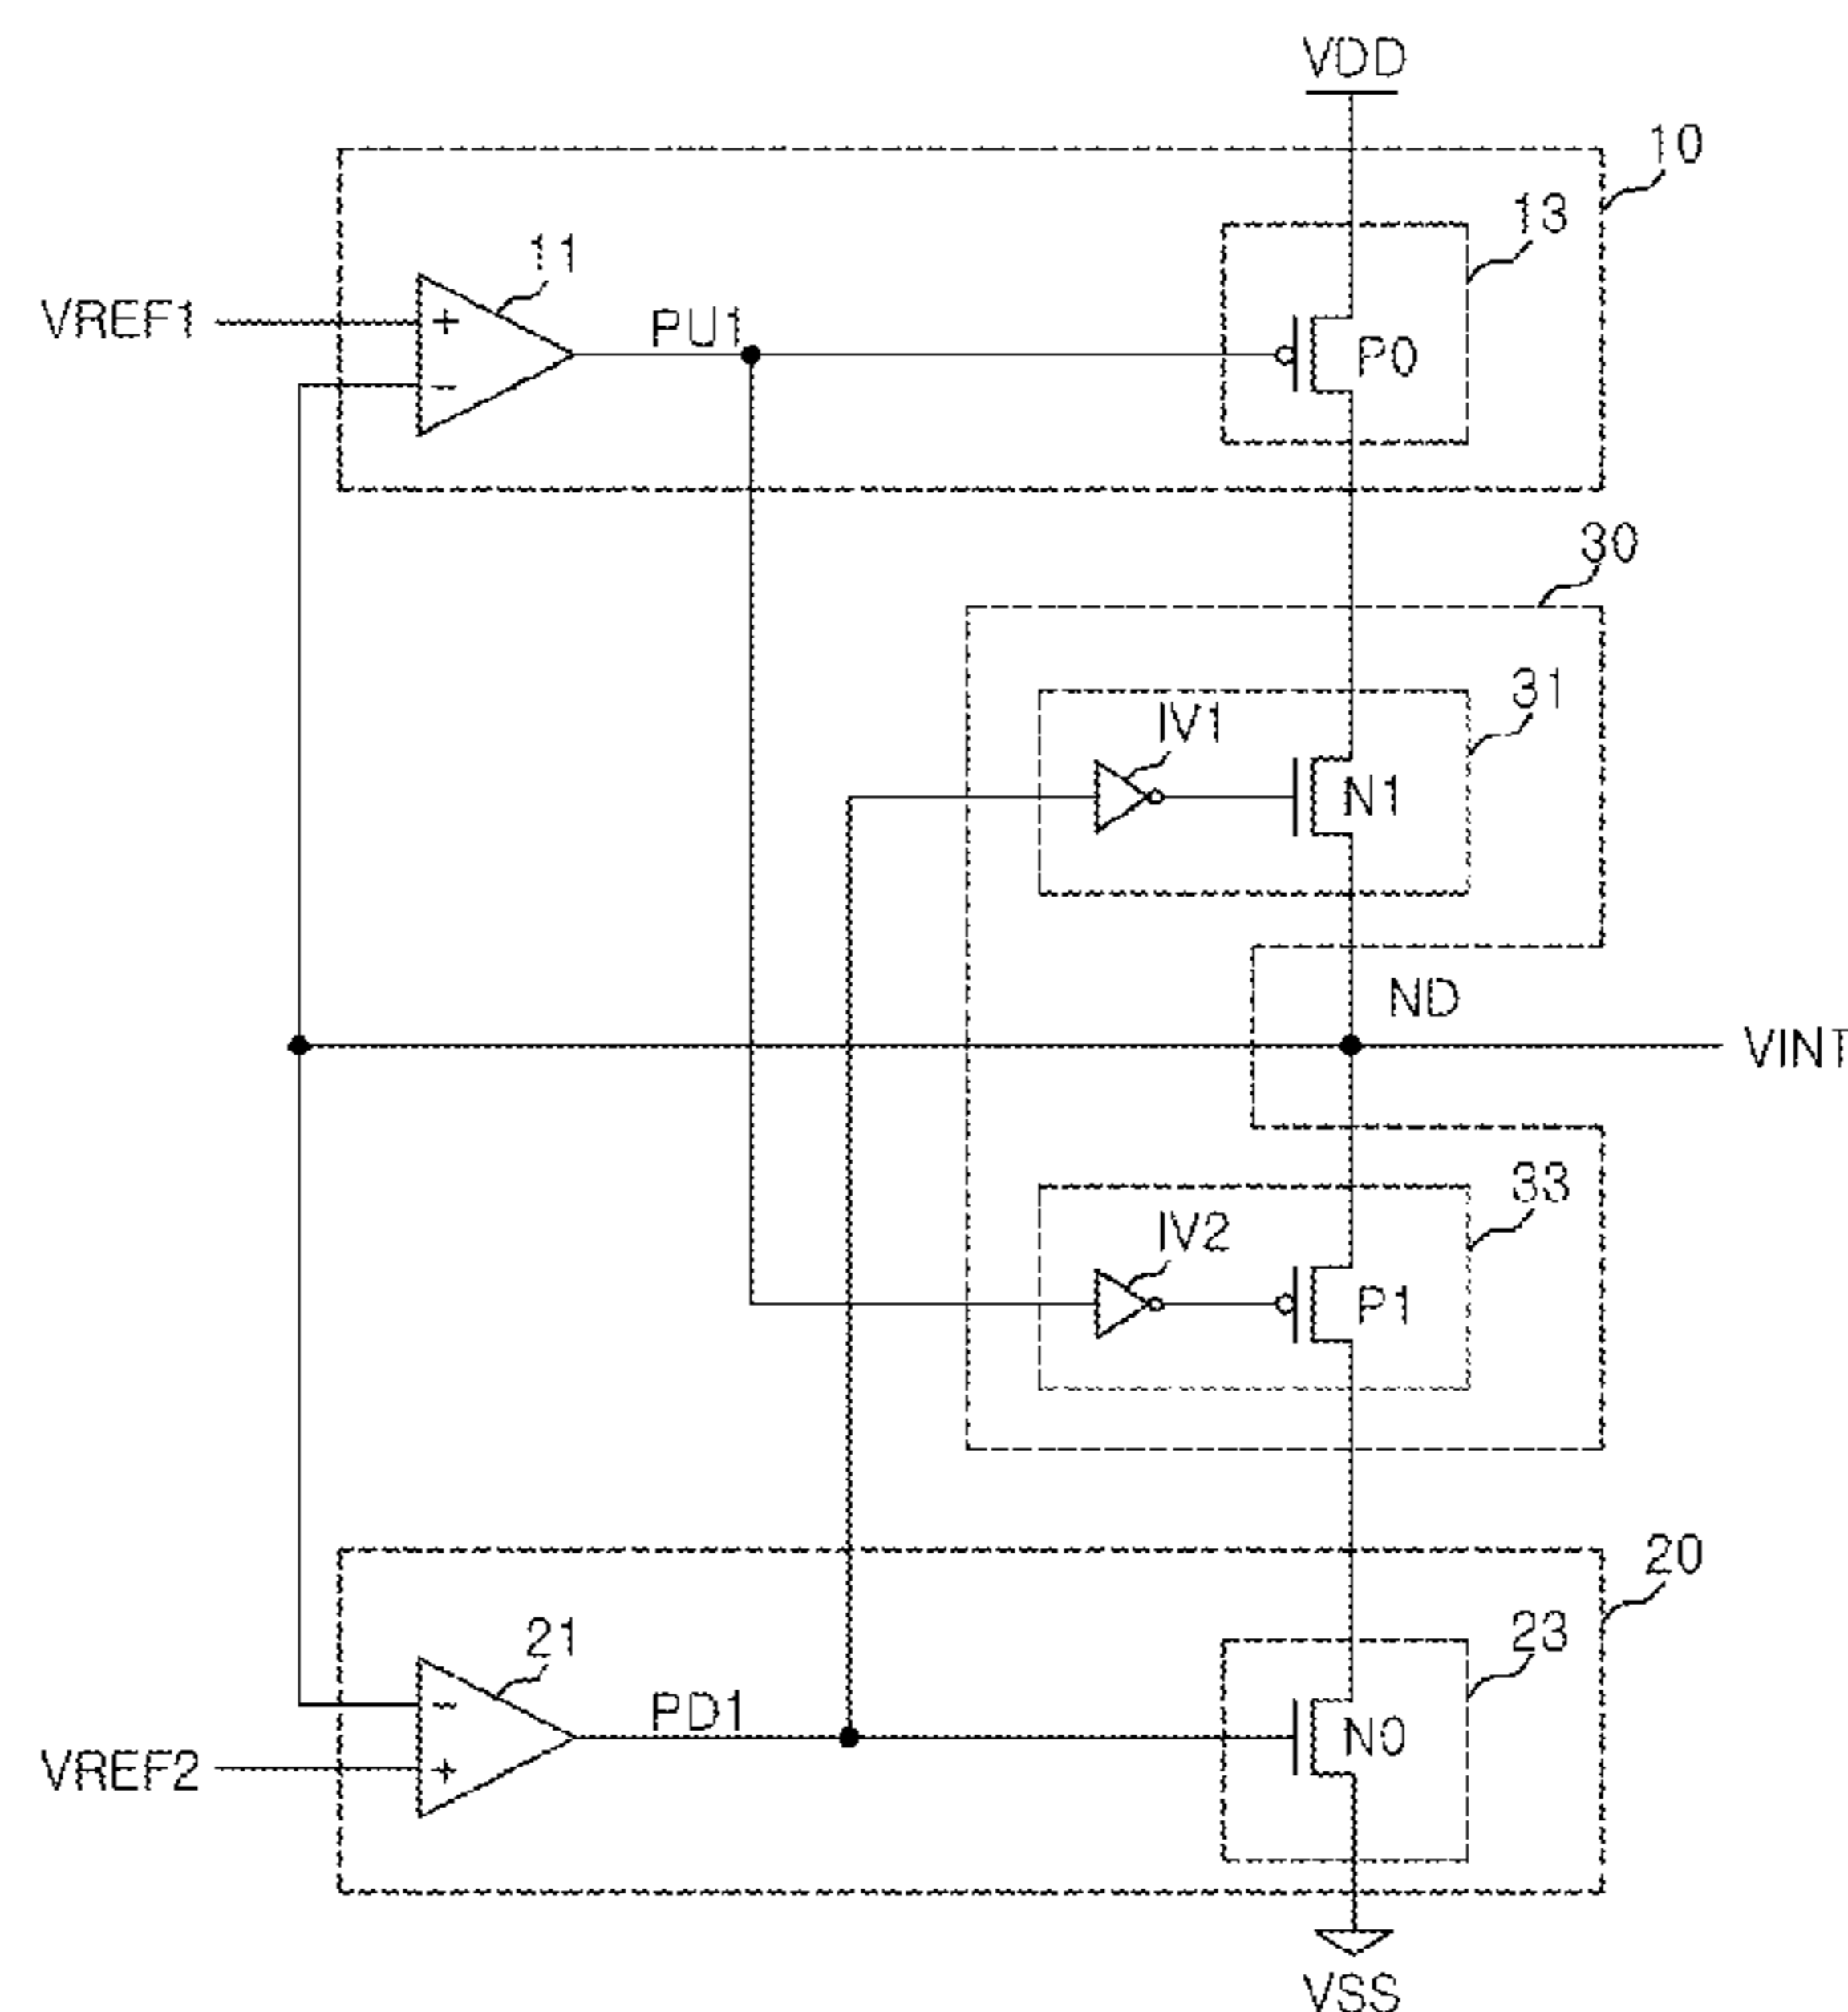 VDD
10
13
11
VREF1
+
PU1
P0
−
30
31
IV1
N1
ND
VINT
33
IV2
P1
20
23
21
PD1
−
N0
VREF2
+
VSS